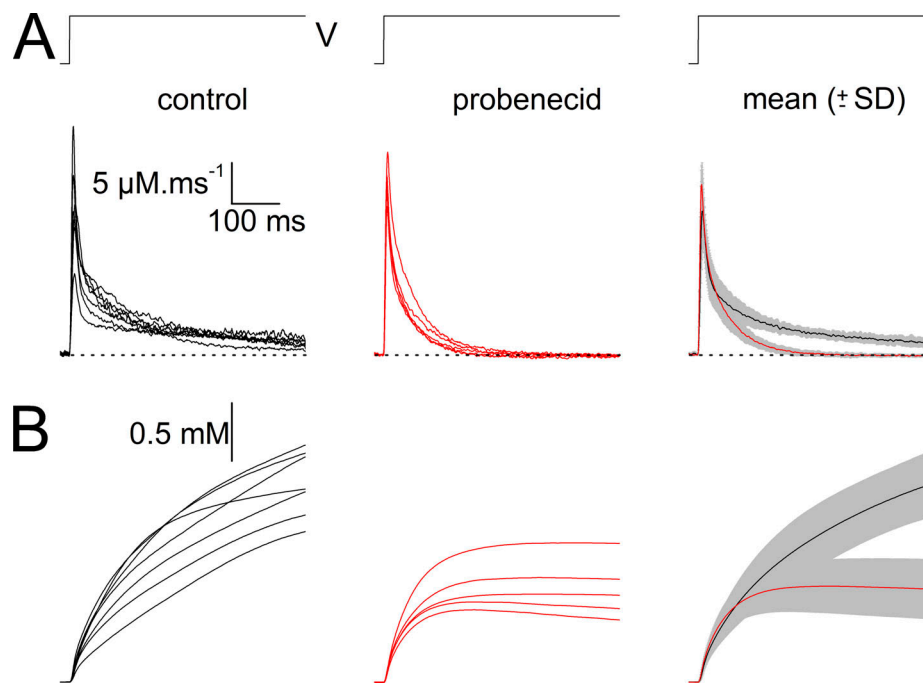 A
V
control
probenecid
mean (± SD)
5 µM.ms⁻¹
100 ms
B
0.5 mM